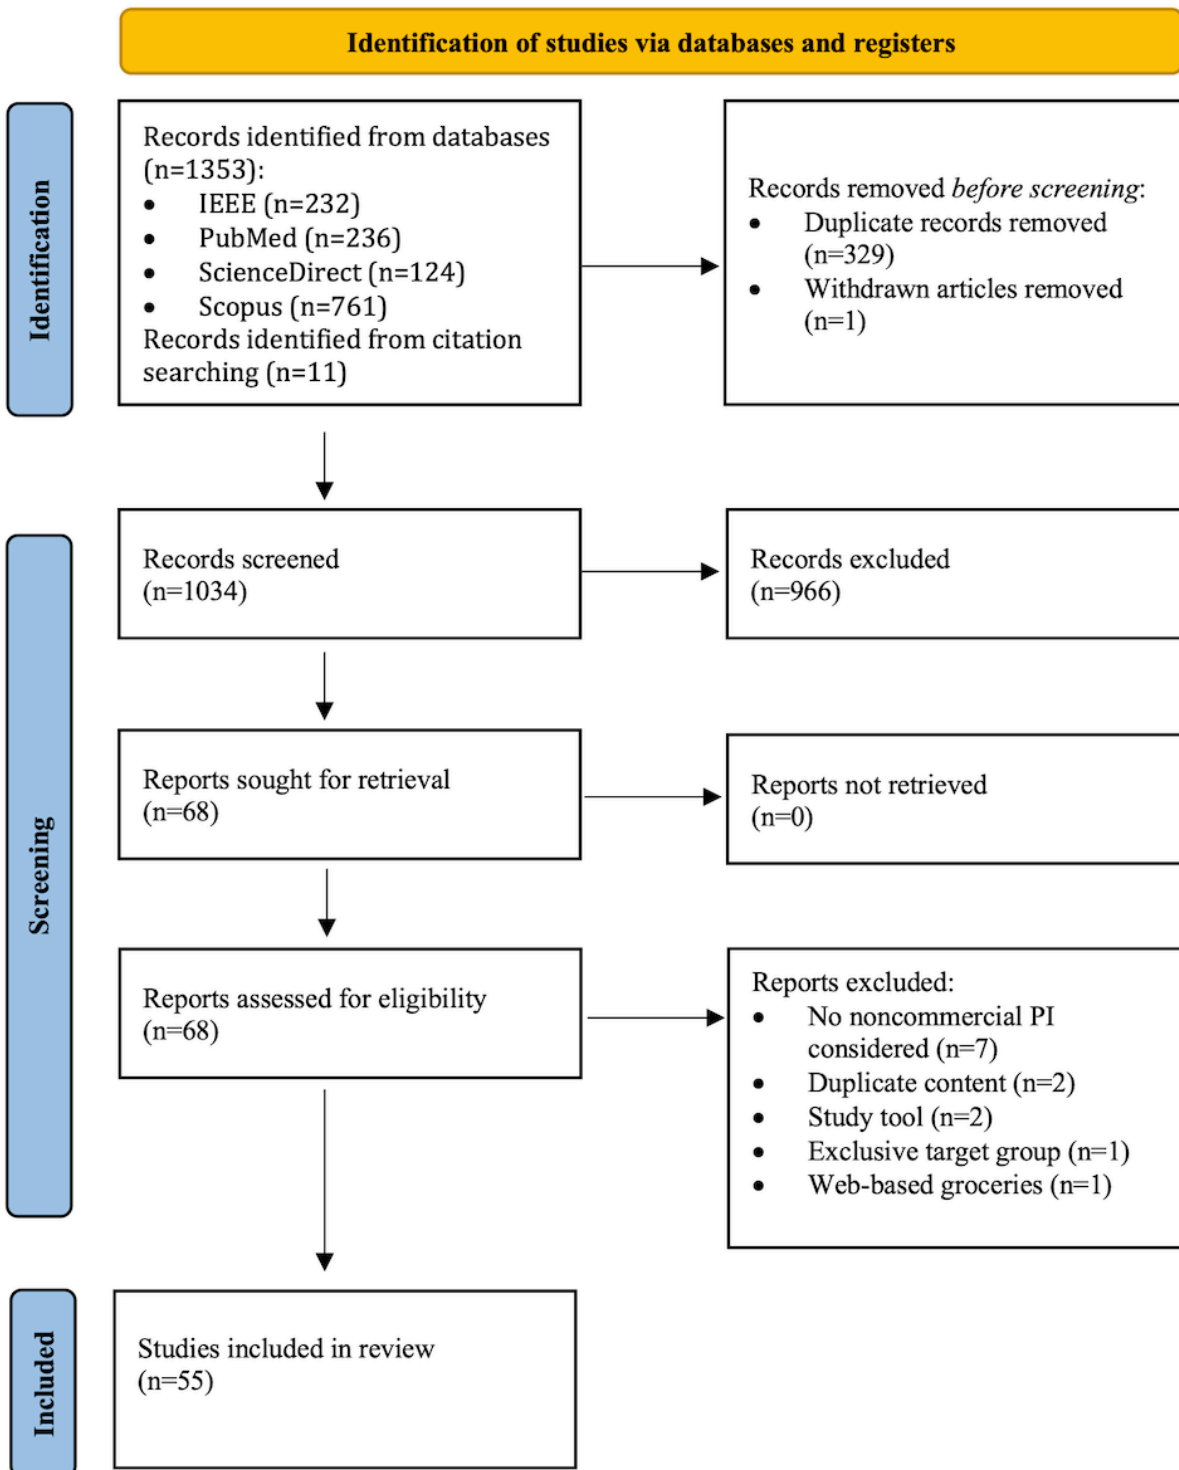 Identification of studies via databases and registers
Identification
Records identified from databases
(n=1353):
• IEEE (n=232)
• PubMed (n=236)
• ScienceDirect (n=124)
• Scopus (n=761)
Records identified from citation
searching (n=11)
Records removed before screening:
• Duplicate records removed
(n=329)
• Withdrawn articles removed
(n=1)
Screening
Records screened
(n=1034)
Records excluded
(n=966)
Reports sought for retrieval
(n=68)
Reports not retrieved
(n=0)
Reports assessed for eligibility
(n=68)
Reports excluded:
• No noncommercial PI
considered (n=7)
• Duplicate content (n=2)
• Study tool (n=2)
• Exclusive target group (n=1)
• Web-based groceries (n=1)
Included
Studies included in review
(n=55)